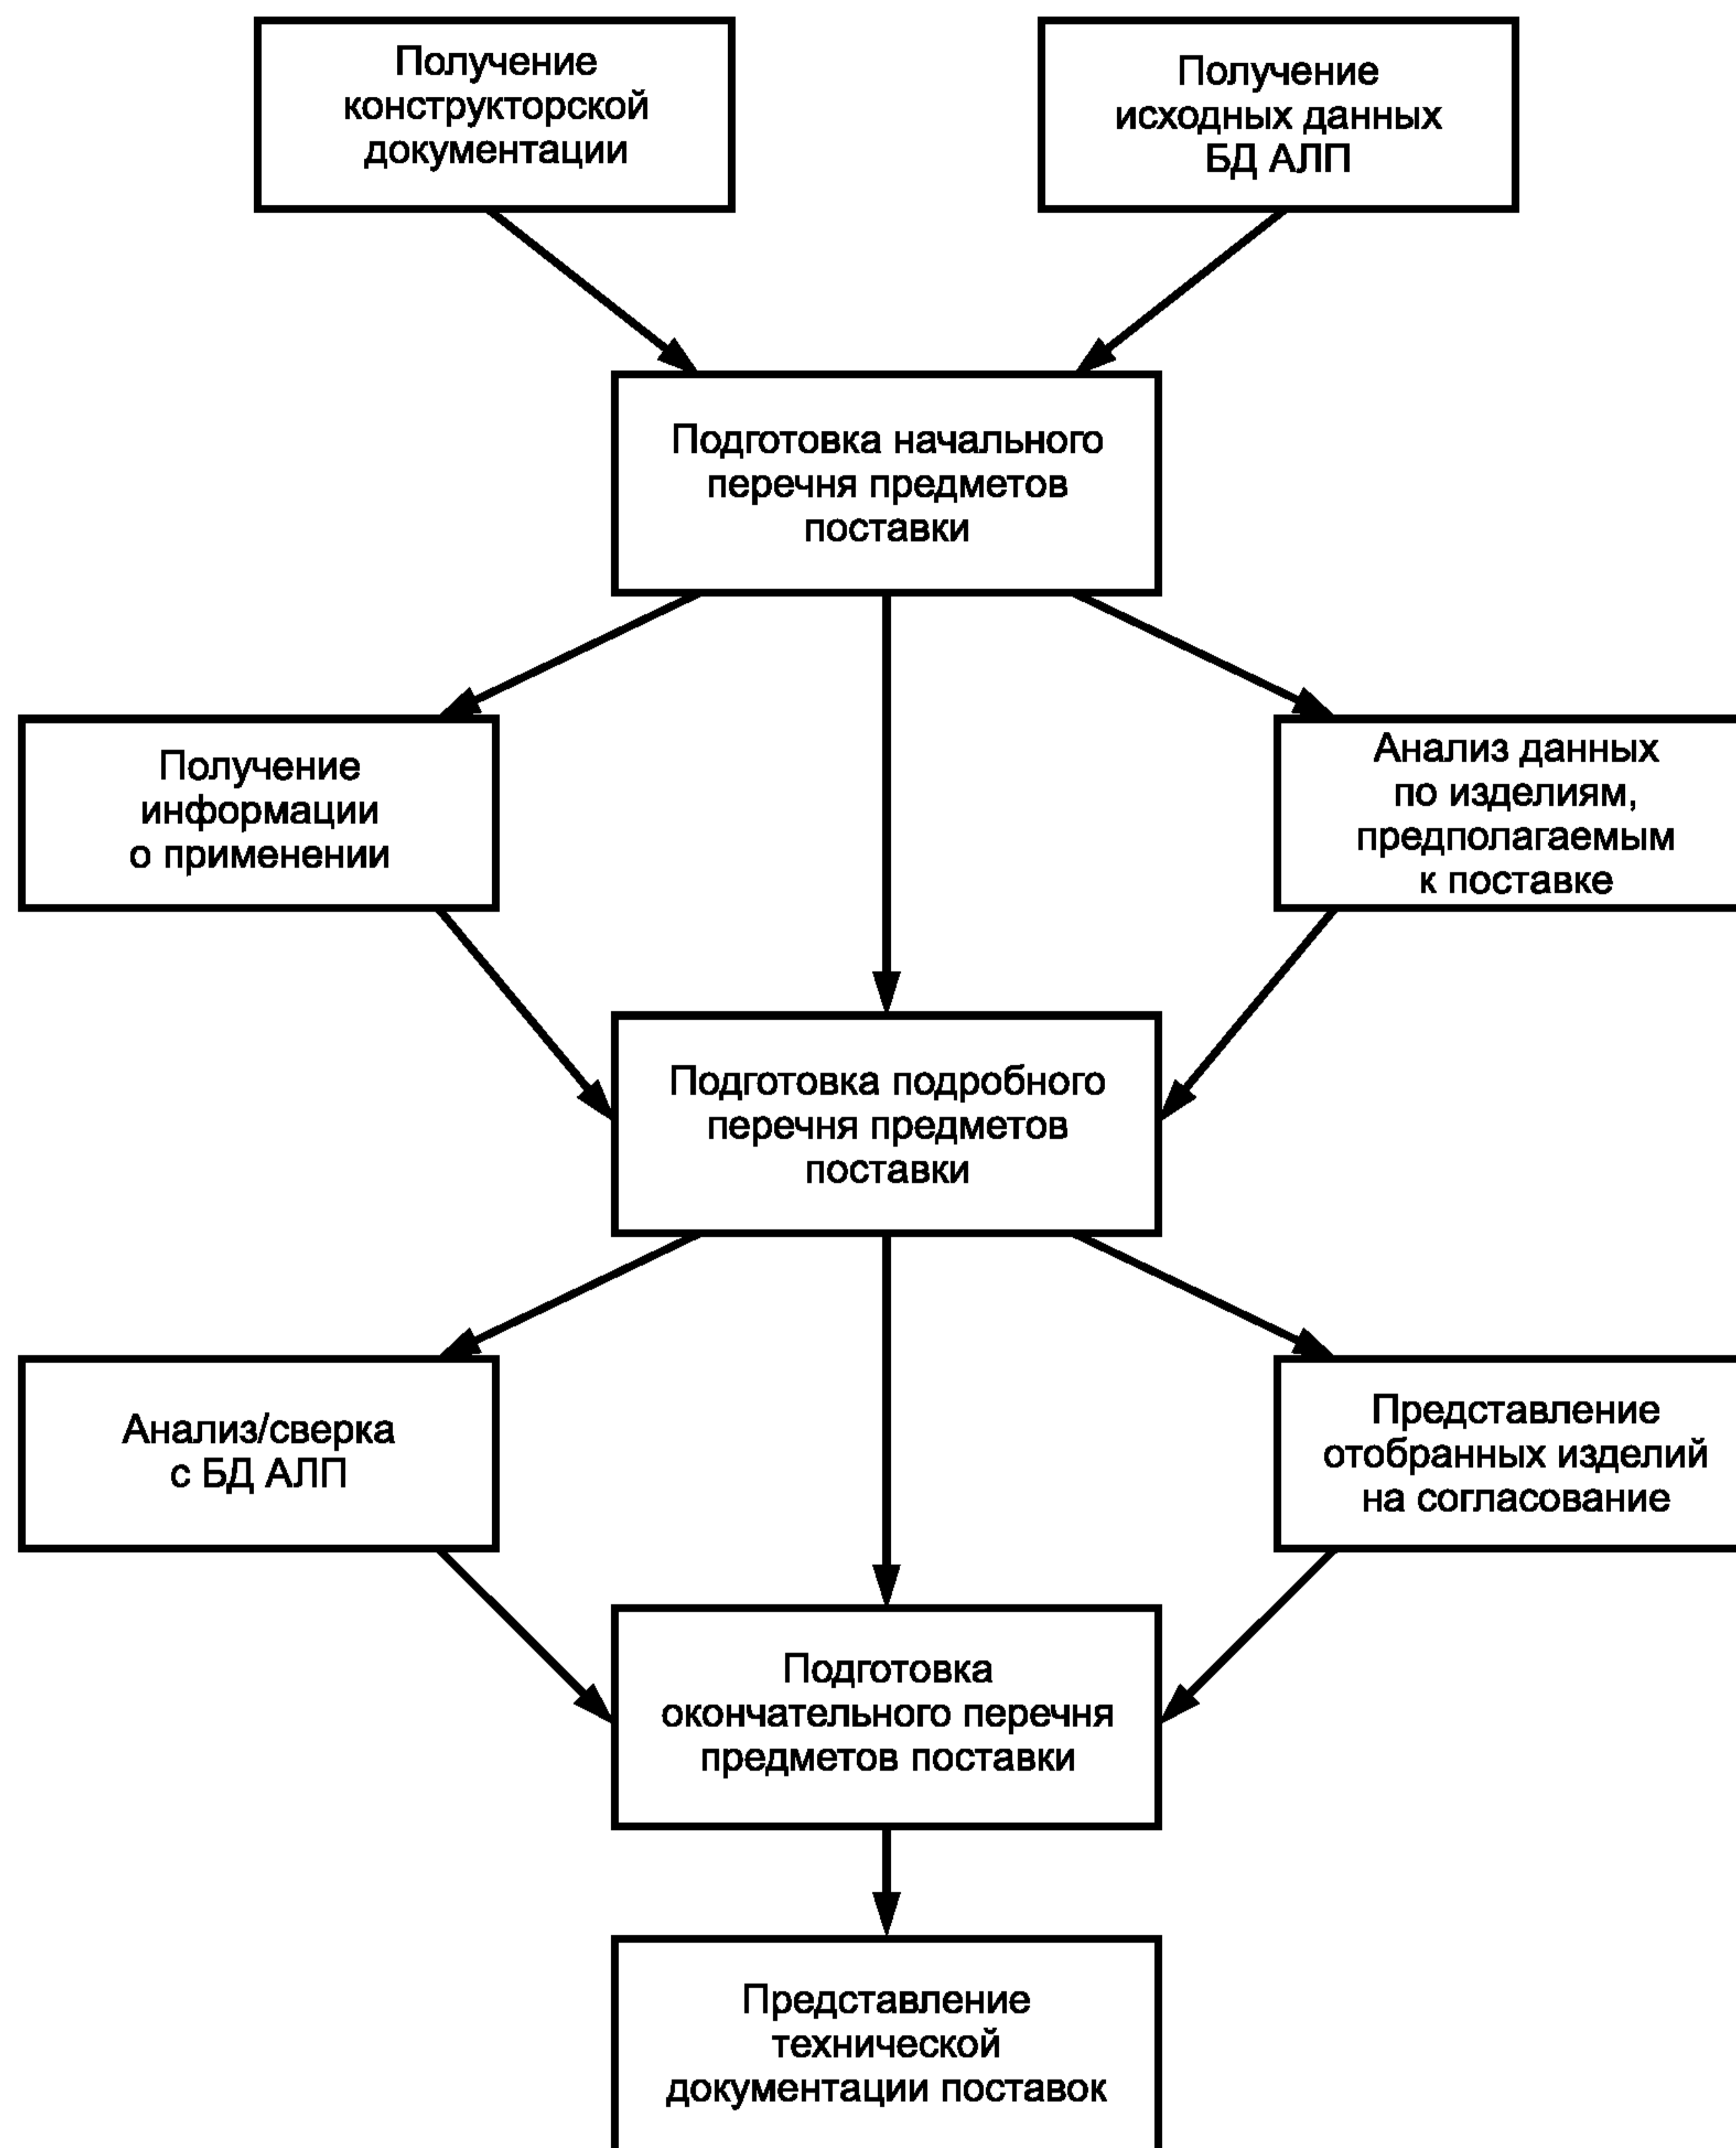 Получение
конструкторской
документации
Получение
исходных данных
БД АЛП
Подготовка начального
перечня предметов
поставки
Получение
информации
о применении
Анализ данных
по изделиям,
предполагаемым
к поставке
Подготовка подробного
перечня предметов
поставки
Анализ/сверка
с БД АЛП
Представление
отобранных изделий
на согласование
Подготовка
окончательного перечня
предметов поставки
Представление
технической
документации поставок